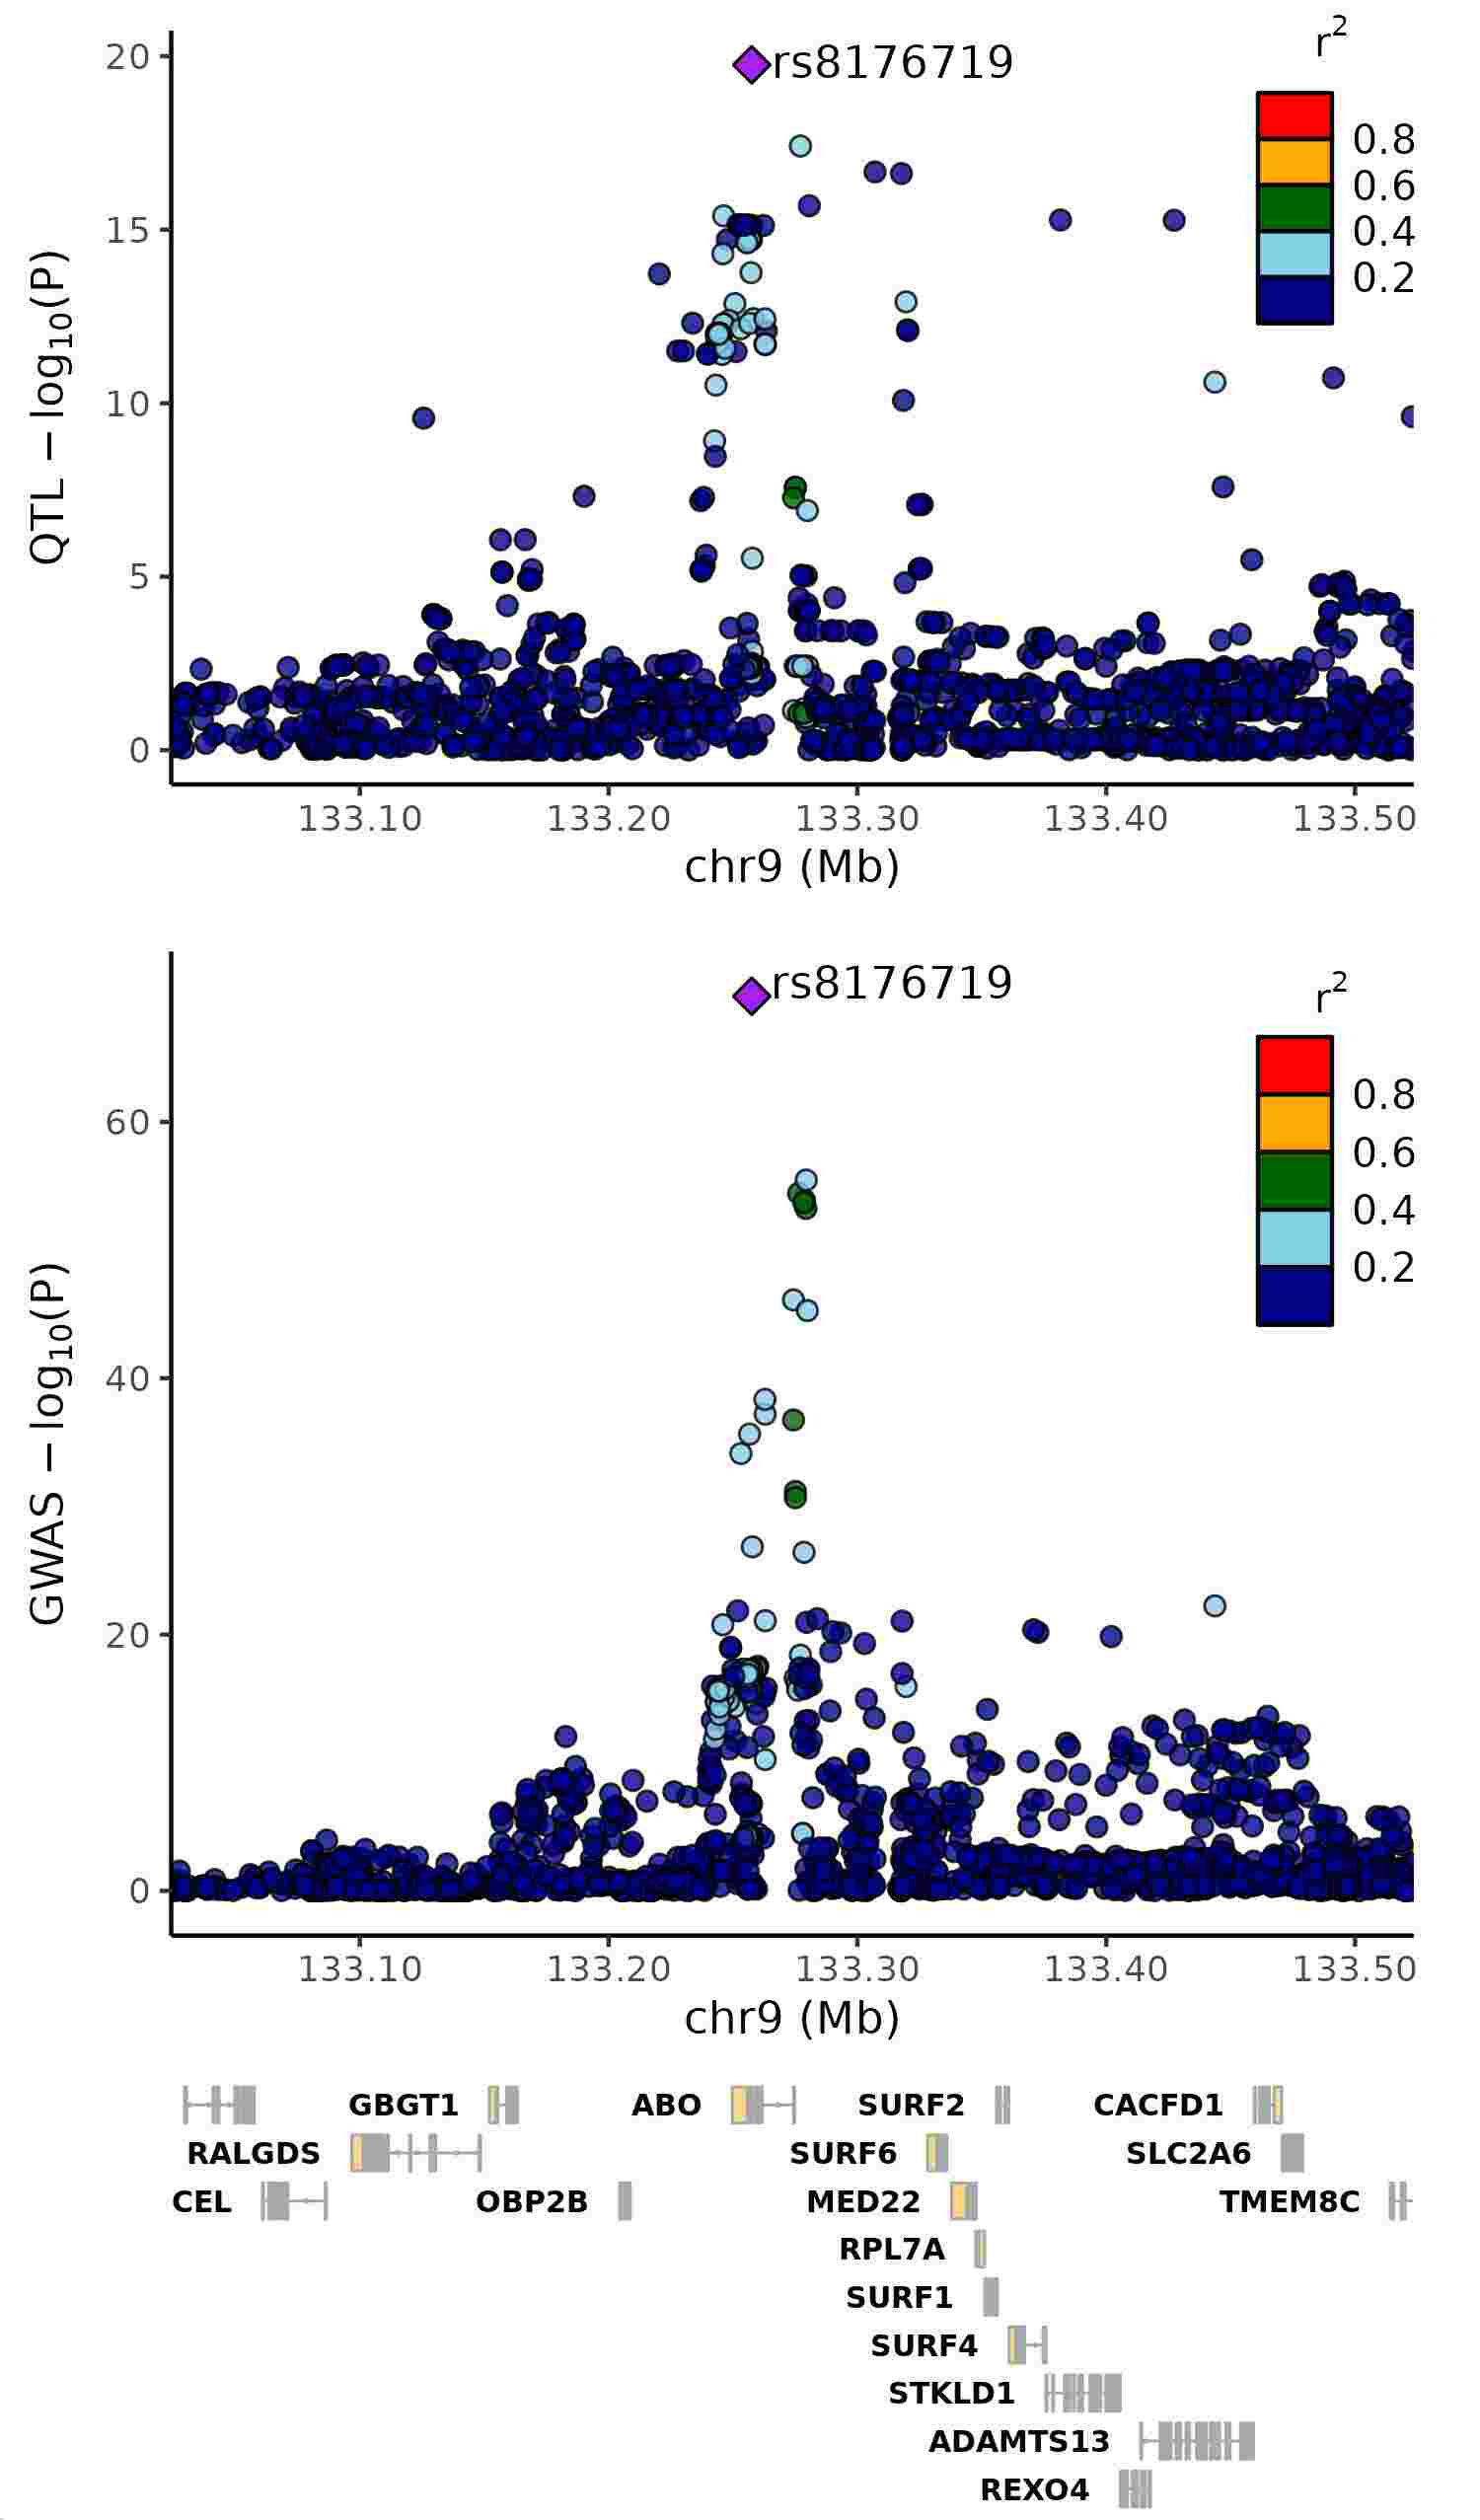 20
rs8176719
r2
0.8
0.6
15
0.4
0.2
10
5
0
QTL −log10(P)
133.10 133.20 133.30 133.40 133.50
chr9 (Mb)
rs8176719
r2
0.8
60
0.6
0.4
0.2
40
20
0
GWAS −log10(P)
133.10 133.20 133.30 133.40 133.50
chr9 (Mb)
GBGT1 ABO SURF2 CACFD1
RALGDS SURF6 SLC2A6
CEL OBP2B MED22 TMEM8C
RPL7A
SURF1
SURF4
STKLD1
ADAMTS13
REXO4